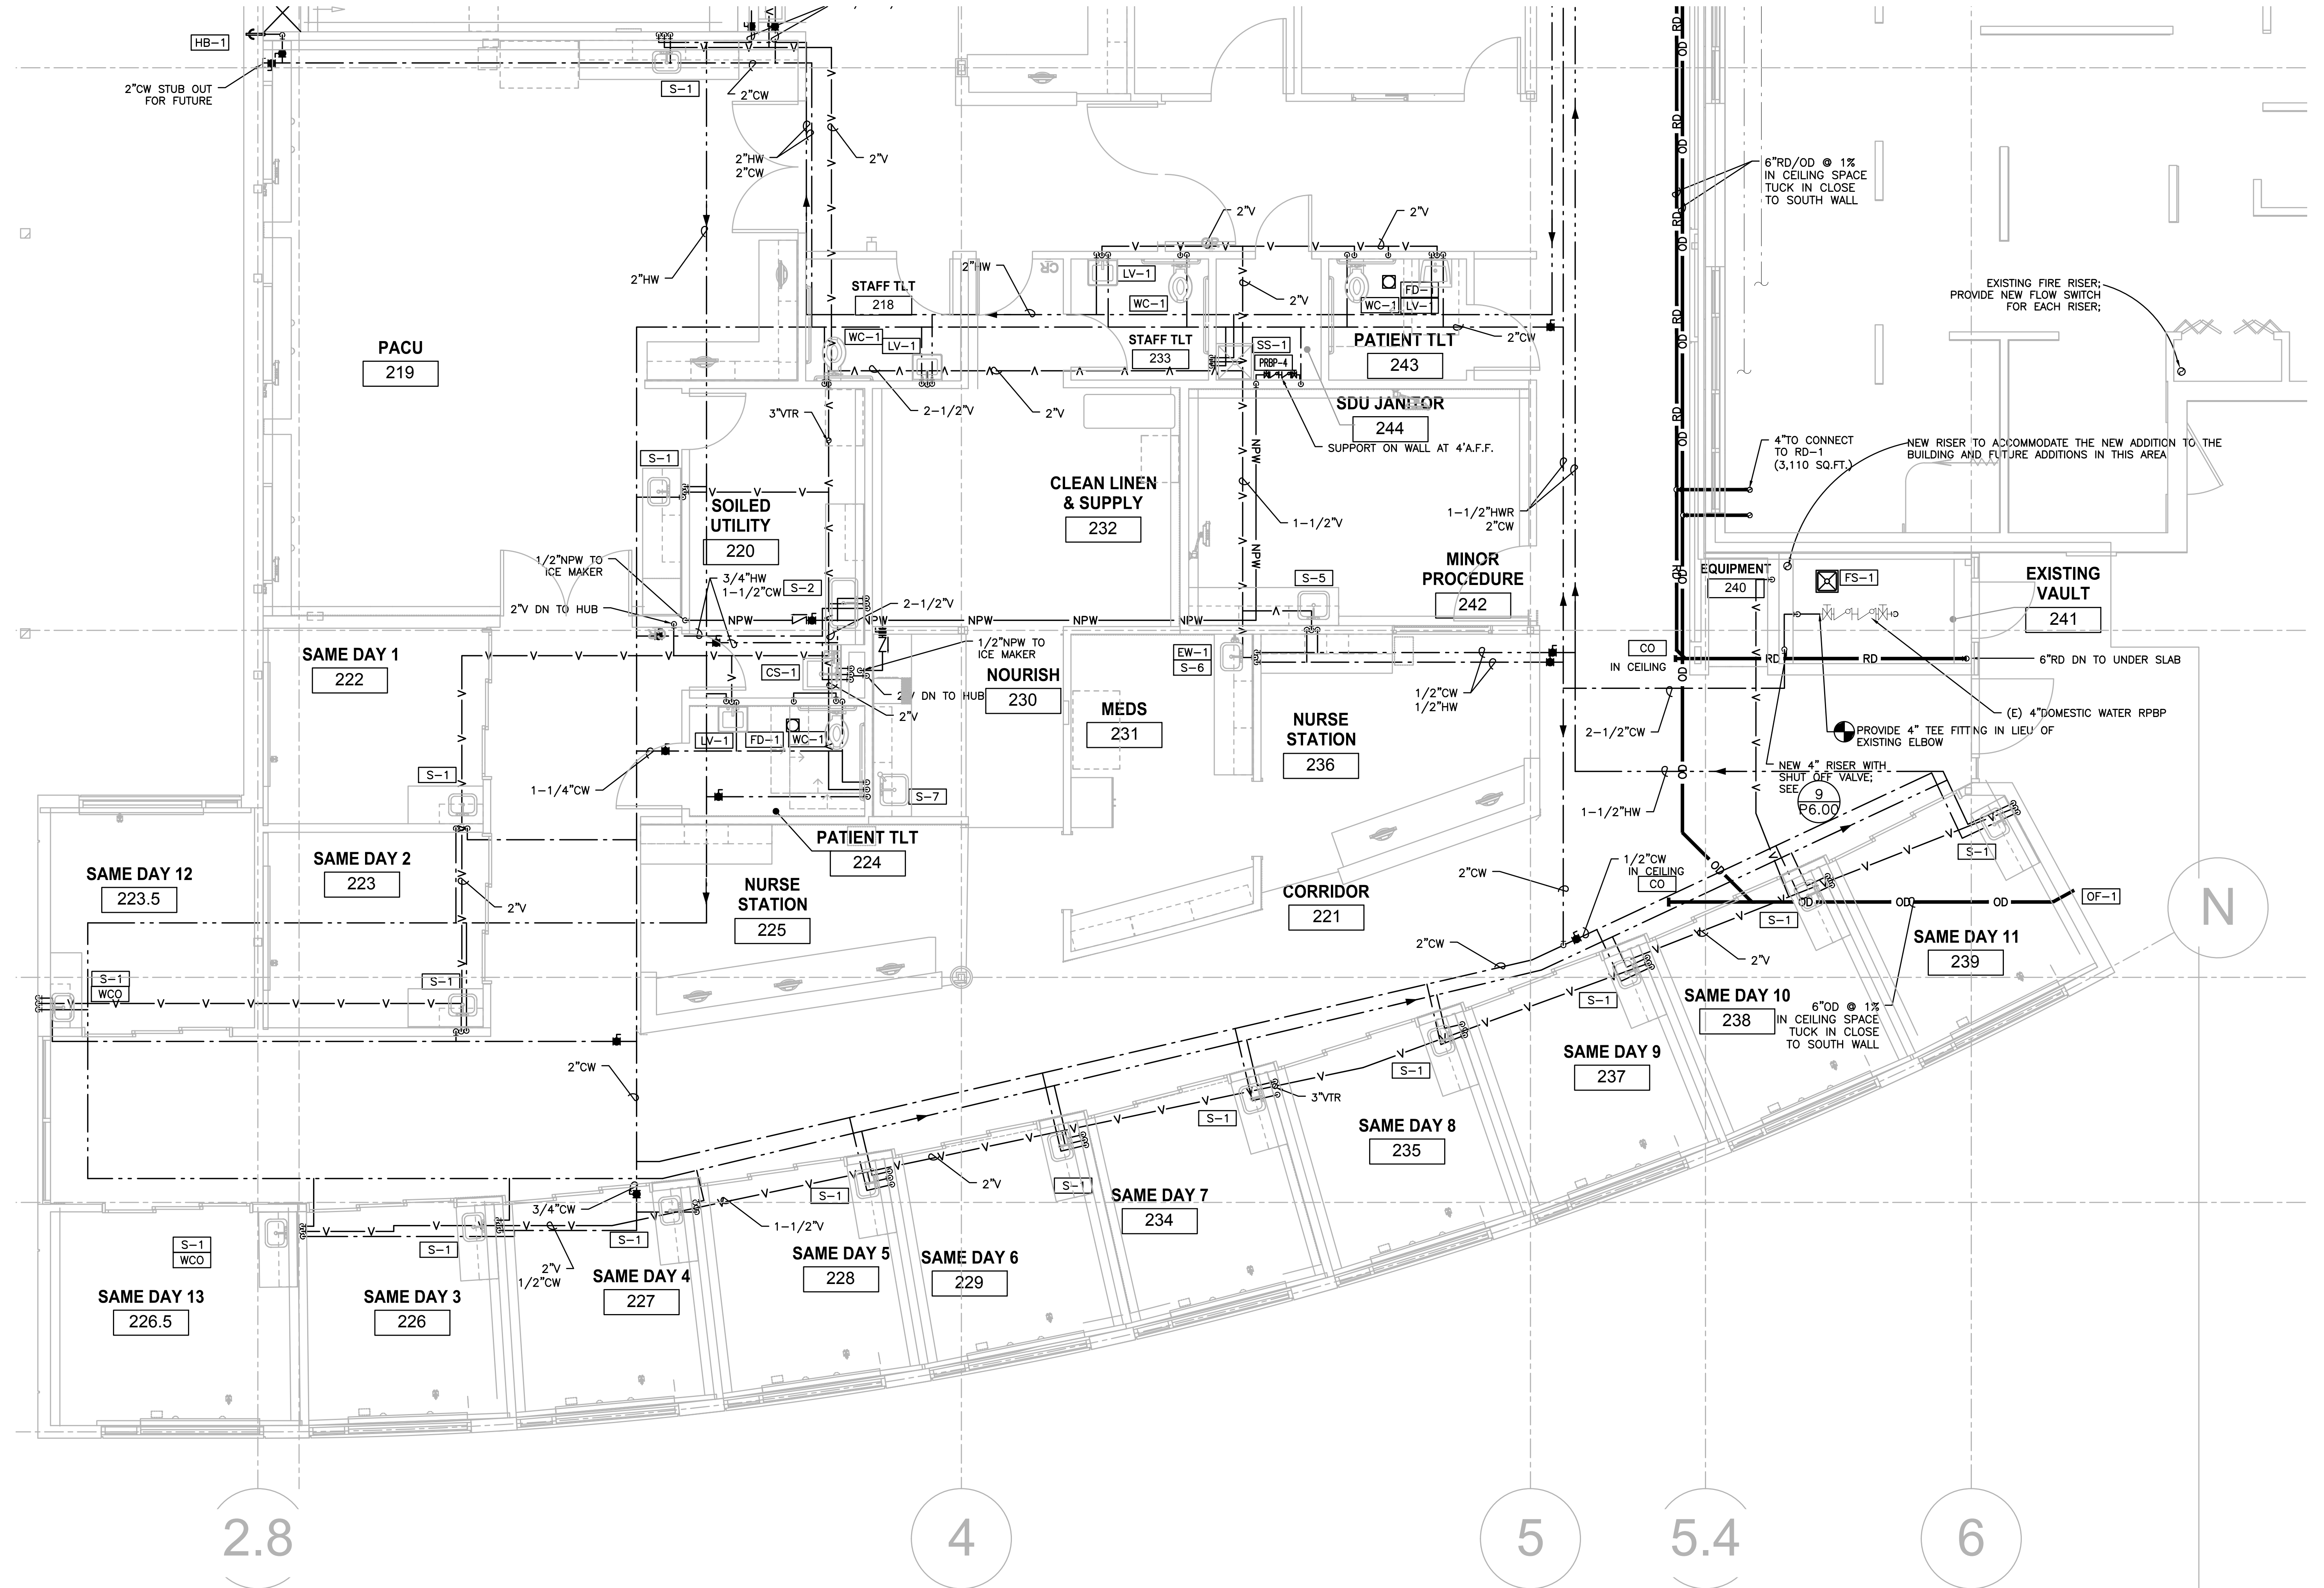 HB-1
2"CW STUB OUT
FOR FUTURE
S-1
2"CW
2"HW
2"CW
2"V
2"HW
PACU
219
STAFF TLT
218
WC-1
LV-1
2"HW
LV-1
WC-1
2"V
2"V
2"V
STAFF TLT
233
SS-1
PRBP-4
FD-
WC-1
LV-1
PATIENT TLT
243
2"CW
SDU JANITOR
244
SUPPORT ON WALL AT 4'A.F.F.
3"VTR
2-1/2"V
2"V
6"RD/OD @ 1%
IN CEILING SPACE
TUCK IN CLOSE
TO SOUTH WALL
RD
OD
EXISTING FIRE RISER;
PROVIDE NEW FLOW SWITCH
FOR EACH RISER;
4"TO CONNECT
TO RD-1
(3,110 SQ.FT.)
NEW RISER TO ACCOMMODATE THE NEW ADDITION TO THE
BUILDING AND FUTURE ADDITIONS IN THIS AREA
S-1
SOILED
UTILITY
220
CLEAN LINEN
& SUPPLY
232
NPW
NPW
1-1/2"V
1-1/2"HWR
2"CW
MINOR
PROCEDURE
242
S-5
1/2"NPW TO
ICE MAKER
3/4"HW
1-1/2"CW
S-2
2"V DN TO HUB
NPW
NPW
NPW
NPW
NPW
2-1/2"V
1/2"NPW TO
ICE MAKER
EQUIPMENT
240
FS-1
EXISTING
VAULT
241
CO
IN CEILING
RD
RD
6"RD DN TO UNDER SLAB
SAME DAY 1
222
CS-1
NOURISH
230
2"V DN TO HUB
2"V
EW-1
S-6
MEDS
231
NURSE
STATION
236
1/2"CW
1/2"HW
2-1/2"CW
(E) 4"DOMESTIC WATER RPBP
PROVIDE 4" TEE FITTING IN LIEU OF
EXISTING ELBOW
LV-1
FD-1
WC-1
1-1/4"CW
S-1
S-7
NEW 4" RISER WITH
SHUT OFF VALVE;
SEE
9
P6.00
1-1/2"HW
PATIENT TLT
224
SAME DAY 12
223.5
SAME DAY 2
223
2"V
NURSE
STATION
225
CORRIDOR
221
2"CW
1/2"CW
IN CEILING
CO
S-1
OD
OD
OD
OF-1
S-1
N
2"CW
S-1
WCO
S-1
2"V
SAME DAY 11
239
S-1
SAME DAY 10
238
6"OD @ 1%
IN CEILING SPACE
TUCK IN CLOSE
TO SOUTH WALL
2"CW
S-1
SAME DAY 9
237
3"VTR
S-1
SAME DAY 8
235
S-1
2"V
SAME DAY 7
234
S-1
1-1/2"V
3/4"CW
S-1
S-1
WCO
S-1
2"V
1/2"CW
SAME DAY 5
228
SAME DAY 6
229
SAME DAY 4
227
SAME DAY 13
226.5
SAME DAY 3
226
2.8
4
5
5.4
6